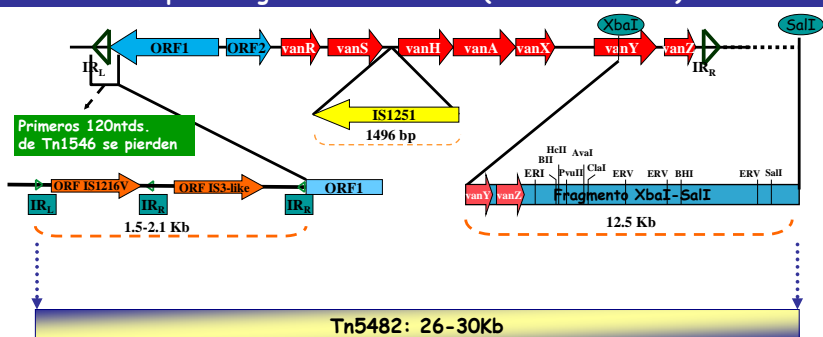 XbaI
SalI
ORF1
ORF2
vanR
vanS
vanH
vanA
vanX
vanY
vanZ
IRL
IRR
IS1251
1496 bp
Primeros 120ntds.
de Tn1546 se pierden
HcII
AvaI
BII
ERI
PvuII
ClaI
ERV
ERV
BHI
ERV
SalI
ORF IS1216V
ORF IS3-like
ORF1
vanY
vanZ
Fragmento XbaI-SalI
IRL
IRR
IRR
1.5-2.1 Kb
12.5 Kb
Tn5482: 26-30Kb